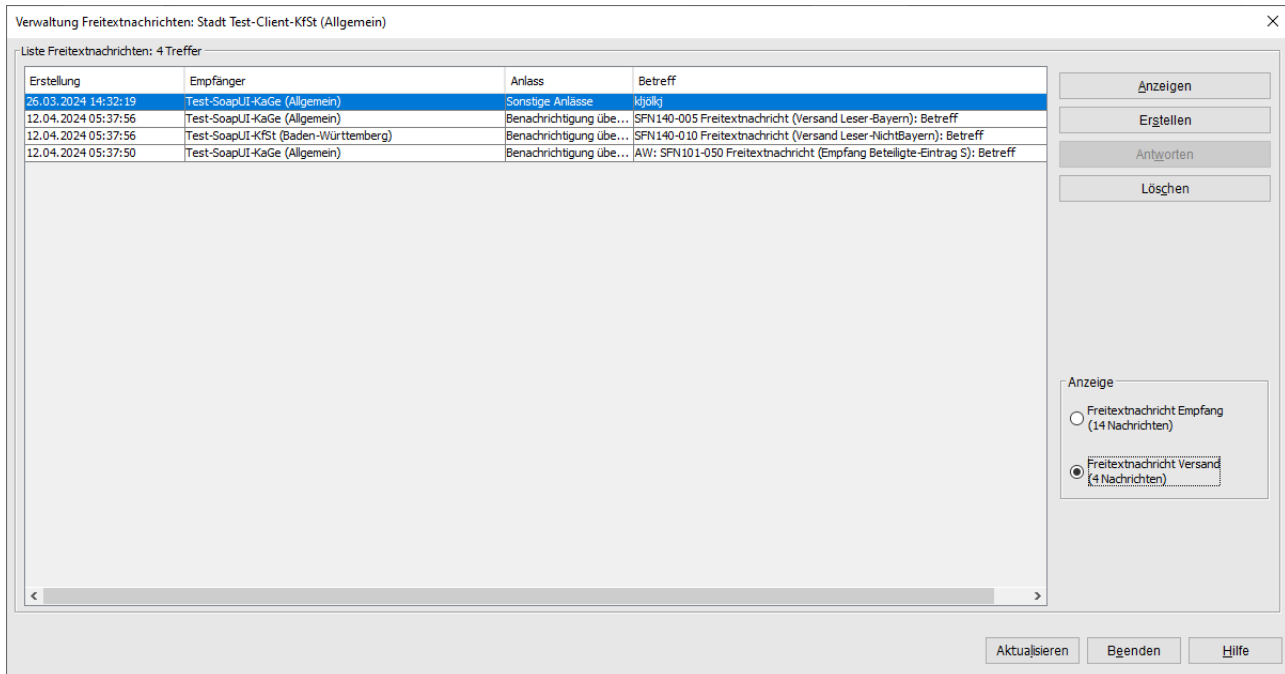 Verwaltung Freitextnachrichten: Stadt Test-Client-KfSt (Allgemein)
Liste Freitextnachrichten: 4 Treffer
Erstellung Empfänger Anlass Betreff
26.03.2024 14:32:19 Test-SoapUI-KaGe (Allgemein) Sonstige Anlässe kljölkj
12.04.2024 05:37:56 Test-SoapUI-KaGe (Allgemein) Benachrichtigung übe... SFN140-005 Freitextnachricht (Versand Leser-Bayern): Betreff
12.04.2024 05:37:56 Test-SoapUI-KfSt (Baden-Württemberg) Benachrichtigung übe... SFN140-010 Freitextnachricht (Versand Leser-NichtBayern): Betreff
12.04.2024 05:37:50 Test-SoapUI-KaGe (Allgemein) Benachrichtigung übe... AW: SFN101-050 Freitextnachricht (Empfang Beteiligte-Eintrag S): Betreff
Anzeigen
Erstellen
Antworten
Löschen
Anzeige
Freitextnachricht Empfang
(14 Nachrichten)
Freitextnachricht Versand
(4 Nachrichten)
Aktualisieren Beenden Hilfe